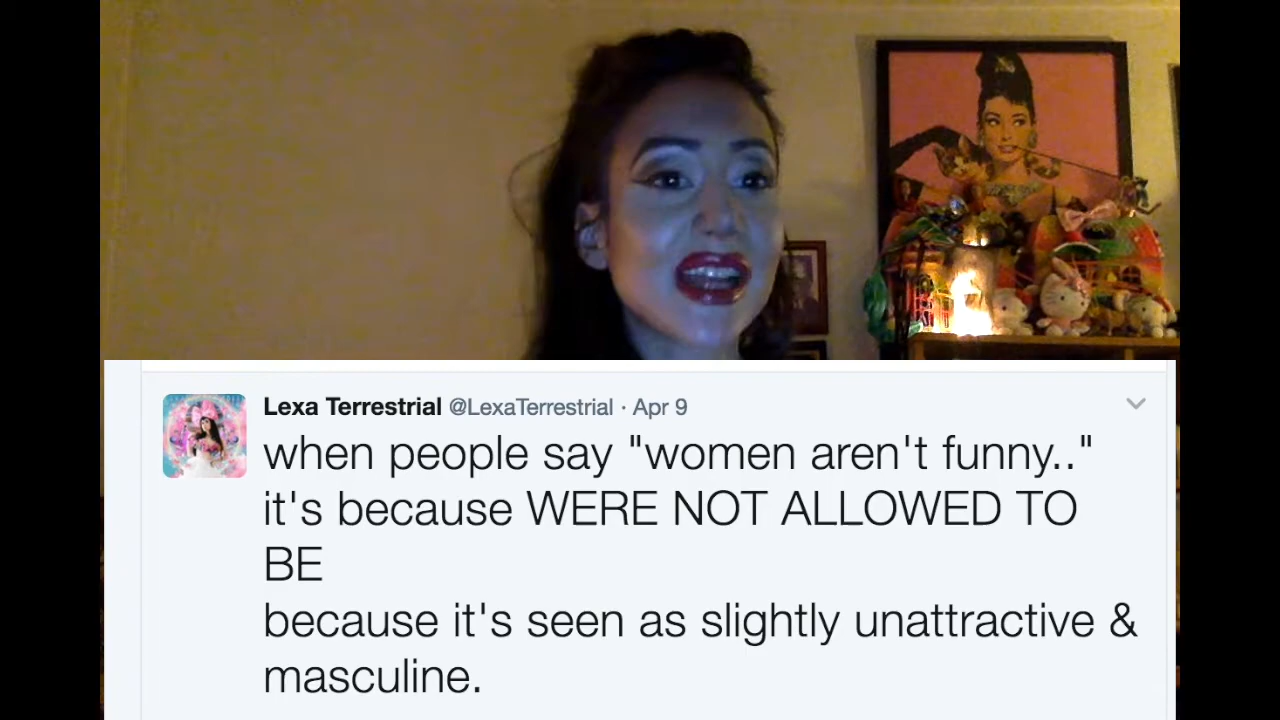 Lexa Terrestrial @LexaTerrestrial · Apr 9
when people say "women aren't funny.."
it's because WERE NOT ALLOWED TO
BE
because it's seen as slightly unattractive &
masculine.